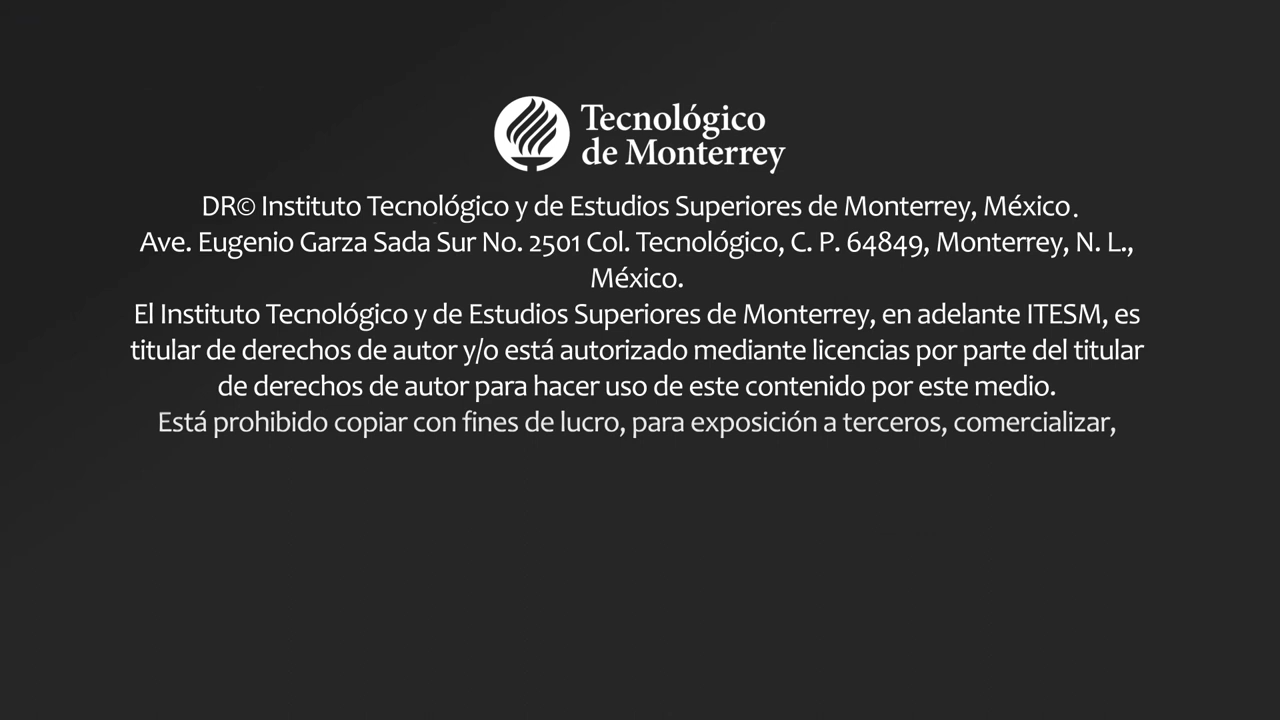 Tecnológico
de Monterrey
DR© Instituto Tecnológico y de Estudios Superiores de Monterrey, México.
Ave. Eugenio Garza Sada Sur No. 2501 Col. Tecnológico, C. P. 64849, Monterrey, N. L.,
México.
El Instituto Tecnológico y de Estudios Superiores de Monterrey, en adelante ITESM, es
titular de derechos de autor y/o está autorizado mediante licencias por parte del titular
de derechos de autor para hacer uso de este contenido por este medio.
Está prohibido copiar con fines de lucro, para exposición a terceros, comercializar,